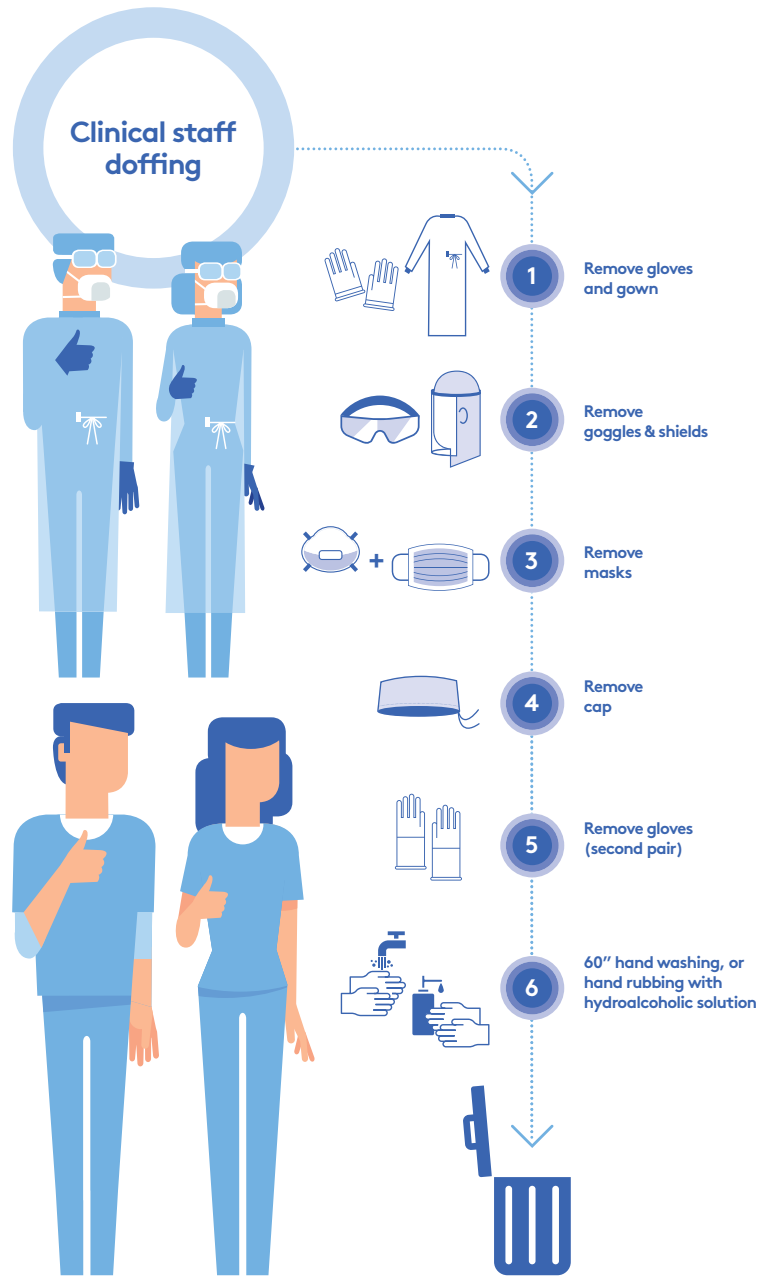 Clinical staff
doffing
1
Remove gloves
and gown
2
Remove
goggles & shields
+
3
Remove
masks
4
Remove
cap
5
Remove gloves
(second pair)
6
60” hand washing, or
hand rubbing with
hydroalcoholic solution